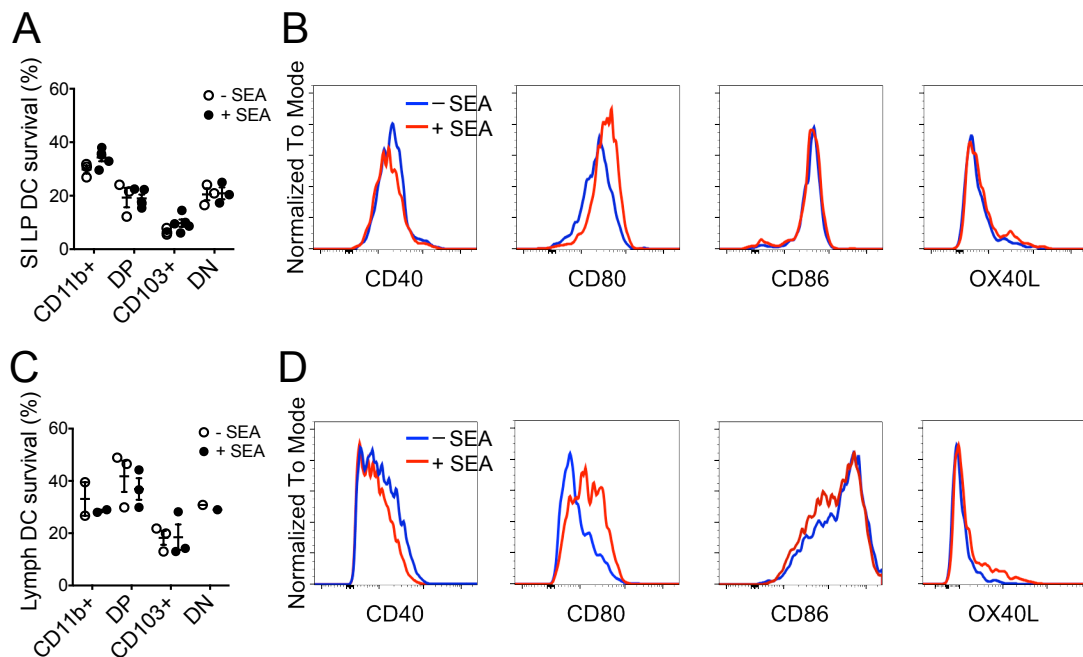 A
SI LP DC survival (%)
60
40
20
0
- SEA
+ SEA
CD11b+
DP
CD103+
DN
B
Normalized To Mode
– SEA
+ SEA
CD40
CD80
CD86
OX40L
C
Lymph DC survival (%)
60
40
20
0
- SEA
+ SEA
CD11b+
DP
CD103+
DN
D
Normalized To Mode
– SEA
+ SEA
CD40
CD80
CD86
OX40L